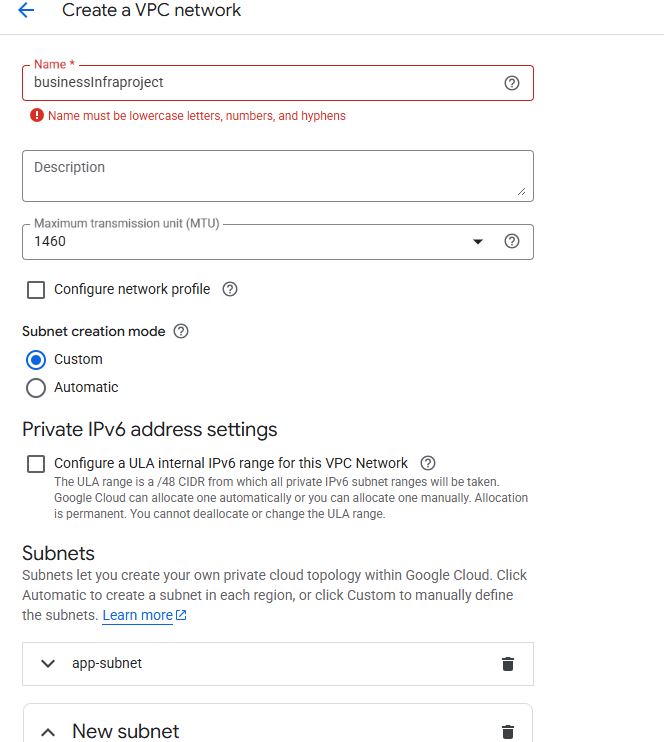 Create a VPC network
Name *
businessInfraproject
Name must be lowercase letters, numbers, and hyphens
Description
Maximum transmission unit (MTU)
1460
Configure network profile
Subnet creation mode
Custom
Automatic
Private IPv6 address settings
Configure a ULA internal IPv6 range for this VPC Network
The ULA range is a /48 CIDR from which all private IPv6 subnet ranges will be taken.
Google Cloud can allocate one automatically or you can allocate one manually. Allocation
is permanent. You cannot deallocate or change the ULA range.
Subnets
Subnets let you create your own private cloud topology within Google Cloud. Click
Automatic to create a subnet in each region, or click Custom to manually define
the subnets. Learn more
app-subnet
New subnet